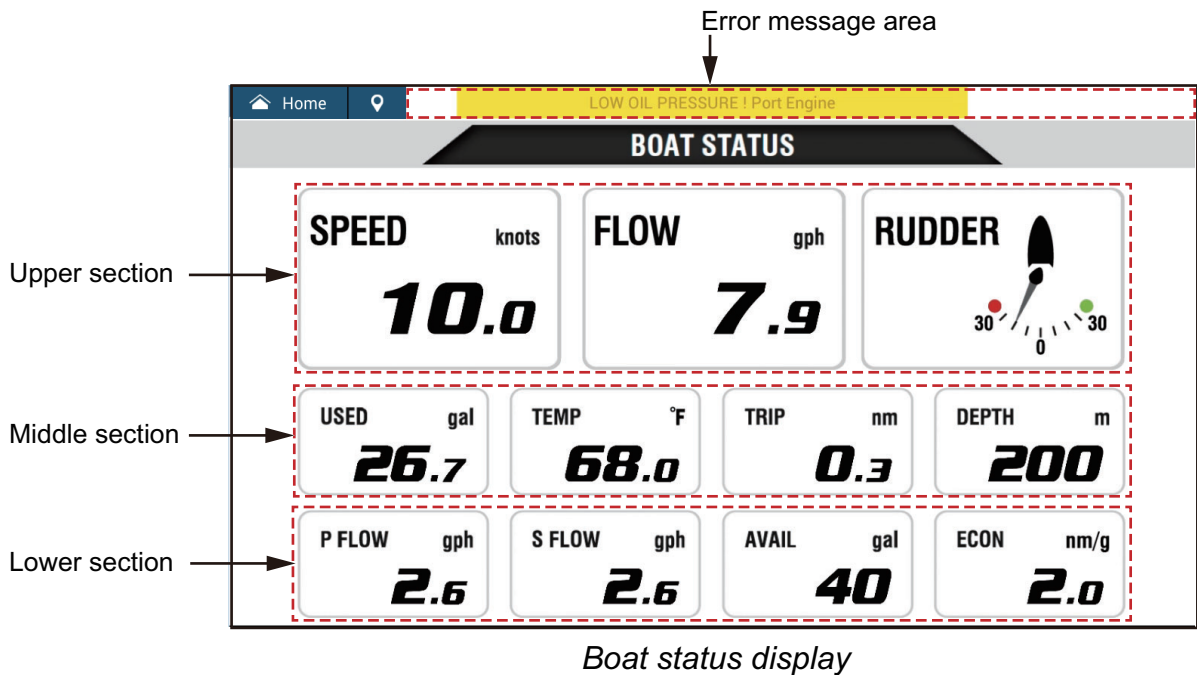 Error message area
Home
LOW OIL PRESSURE ! Port Engine
BOAT STATUS
Upper section
SPEED knots
10.0
FLOW gph
7.9
RUDDER
30 30
0
Middle section
USED gal
26.7
TEMP °F
68.0
TRIP nm
0.3
DEPTH m
200
Lower section
P FLOW gph
2.6
S FLOW gph
2.6
AVAIL gal
40
ECON nm/g
2.0
Boat status display